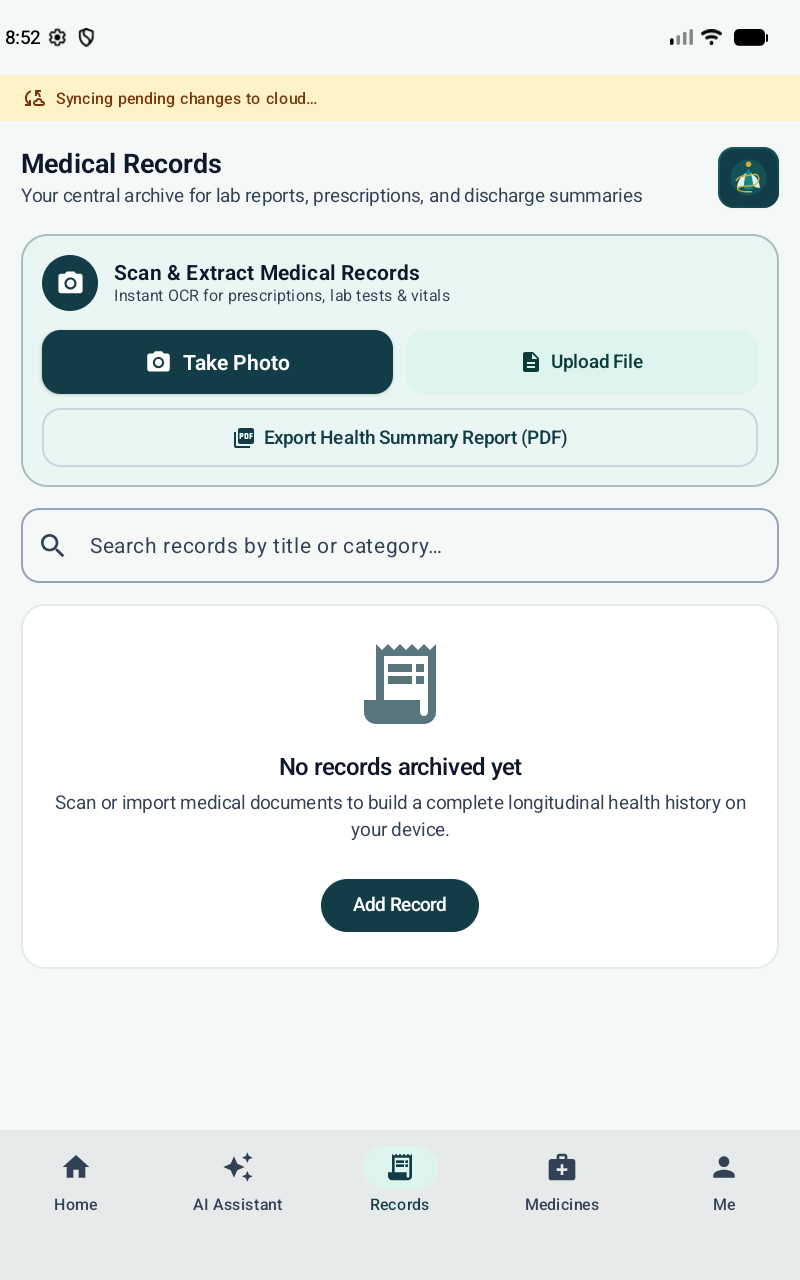 8:52
Syncing pending changes to cloud...
Medical Records
Your central archive for lab reports, prescriptions, and discharge summaries
Scan & Extract Medical Records
Instant OCR for prescriptions, lab tests & vitals
Take Photo
Upload File
PDF
Export Health Summary Report (PDF)
Search records by title or category...
No records archived yet
Scan or import medical documents to build a complete longitudinal health history on
your device.
Add Record
Home
AI Assistant
Records
Medicines
Me